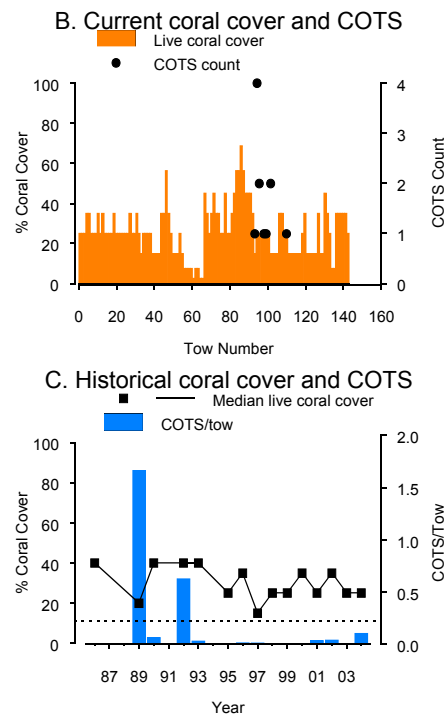 B. Current coral cover and COTS
Live coral cover
COTS count
100 4
80
3
60
2
40
1
20
0 0
% Coral Cover
COTS Count
0 20 40 60 80 100 120 140 160
Tow Number
C. Historical coral cover and COTS
Median live coral cover
COTS/tow
100 2.0
80
1.5
60
1.0
40
0.5
20
0 0.0
% Coral Cover
COTS/Tow
87 89 91 93 95 97 99 01 03
Year